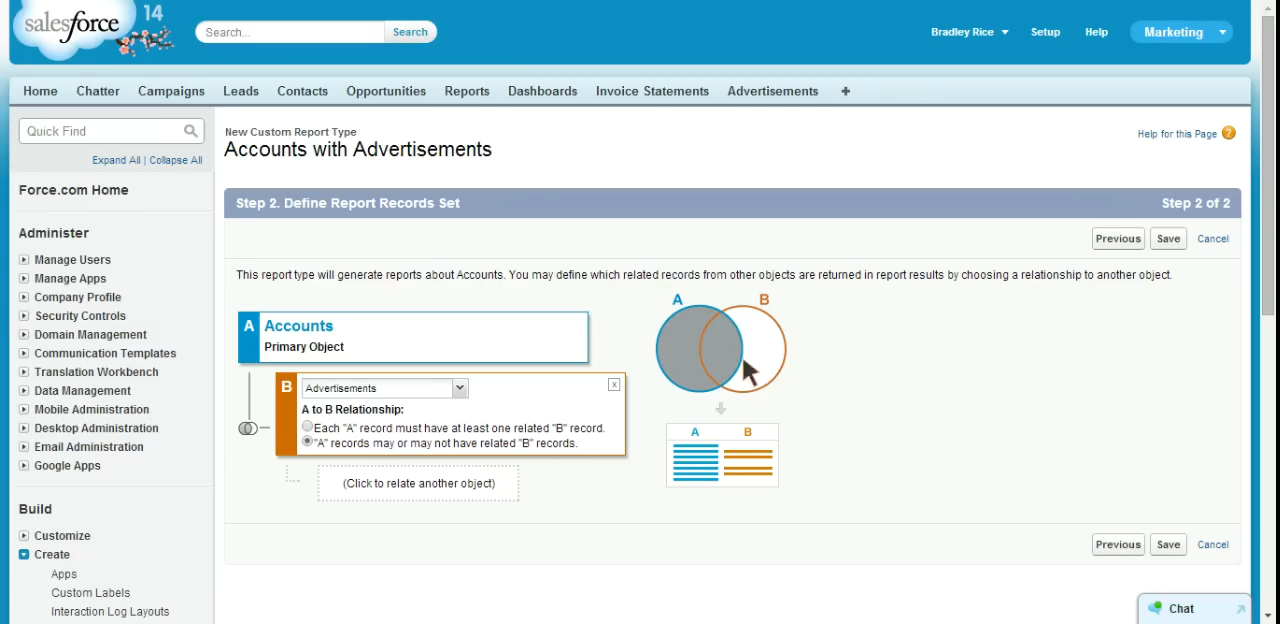 salesforce
14
Search...
Search
Bradley Rice
Setup
Help
Marketing
Home
Chatter
Campaigns
Leads
Contacts
Opportunities
Reports
Dashboards
Invoice Statements
Advertisements
+
Quick Find
Expand All | Collapse All
Force.com Home
Administer
Manage Users
Manage Apps
Company Profile
Security Controls
Domain Management
Communication Templates
Translation Workbench
Data Management
Mobile Administration
Desktop Administration
Email Administration
Google Apps
Build
Customize
Create
Apps
Custom Labels
Interaction Log Layouts
New Custom Report Type
Accounts with Advertisements
Help for this Page ?
Step 2. Define Report Records Set
Step 2 of 2
Previous
Save
Cancel
This report type will generate reports about Accounts. You may define which related records from other objects are returned in report results by choosing a relationship to another object.
A
Accounts
Primary Object
B
Advertisements
x
A to B Relationship:
Each "A" record must have at least one related "B" record.
"A" records may or may not have related "B" records.
(Click to relate another object)
A
B
A
B
Previous
Save
Cancel
Chat